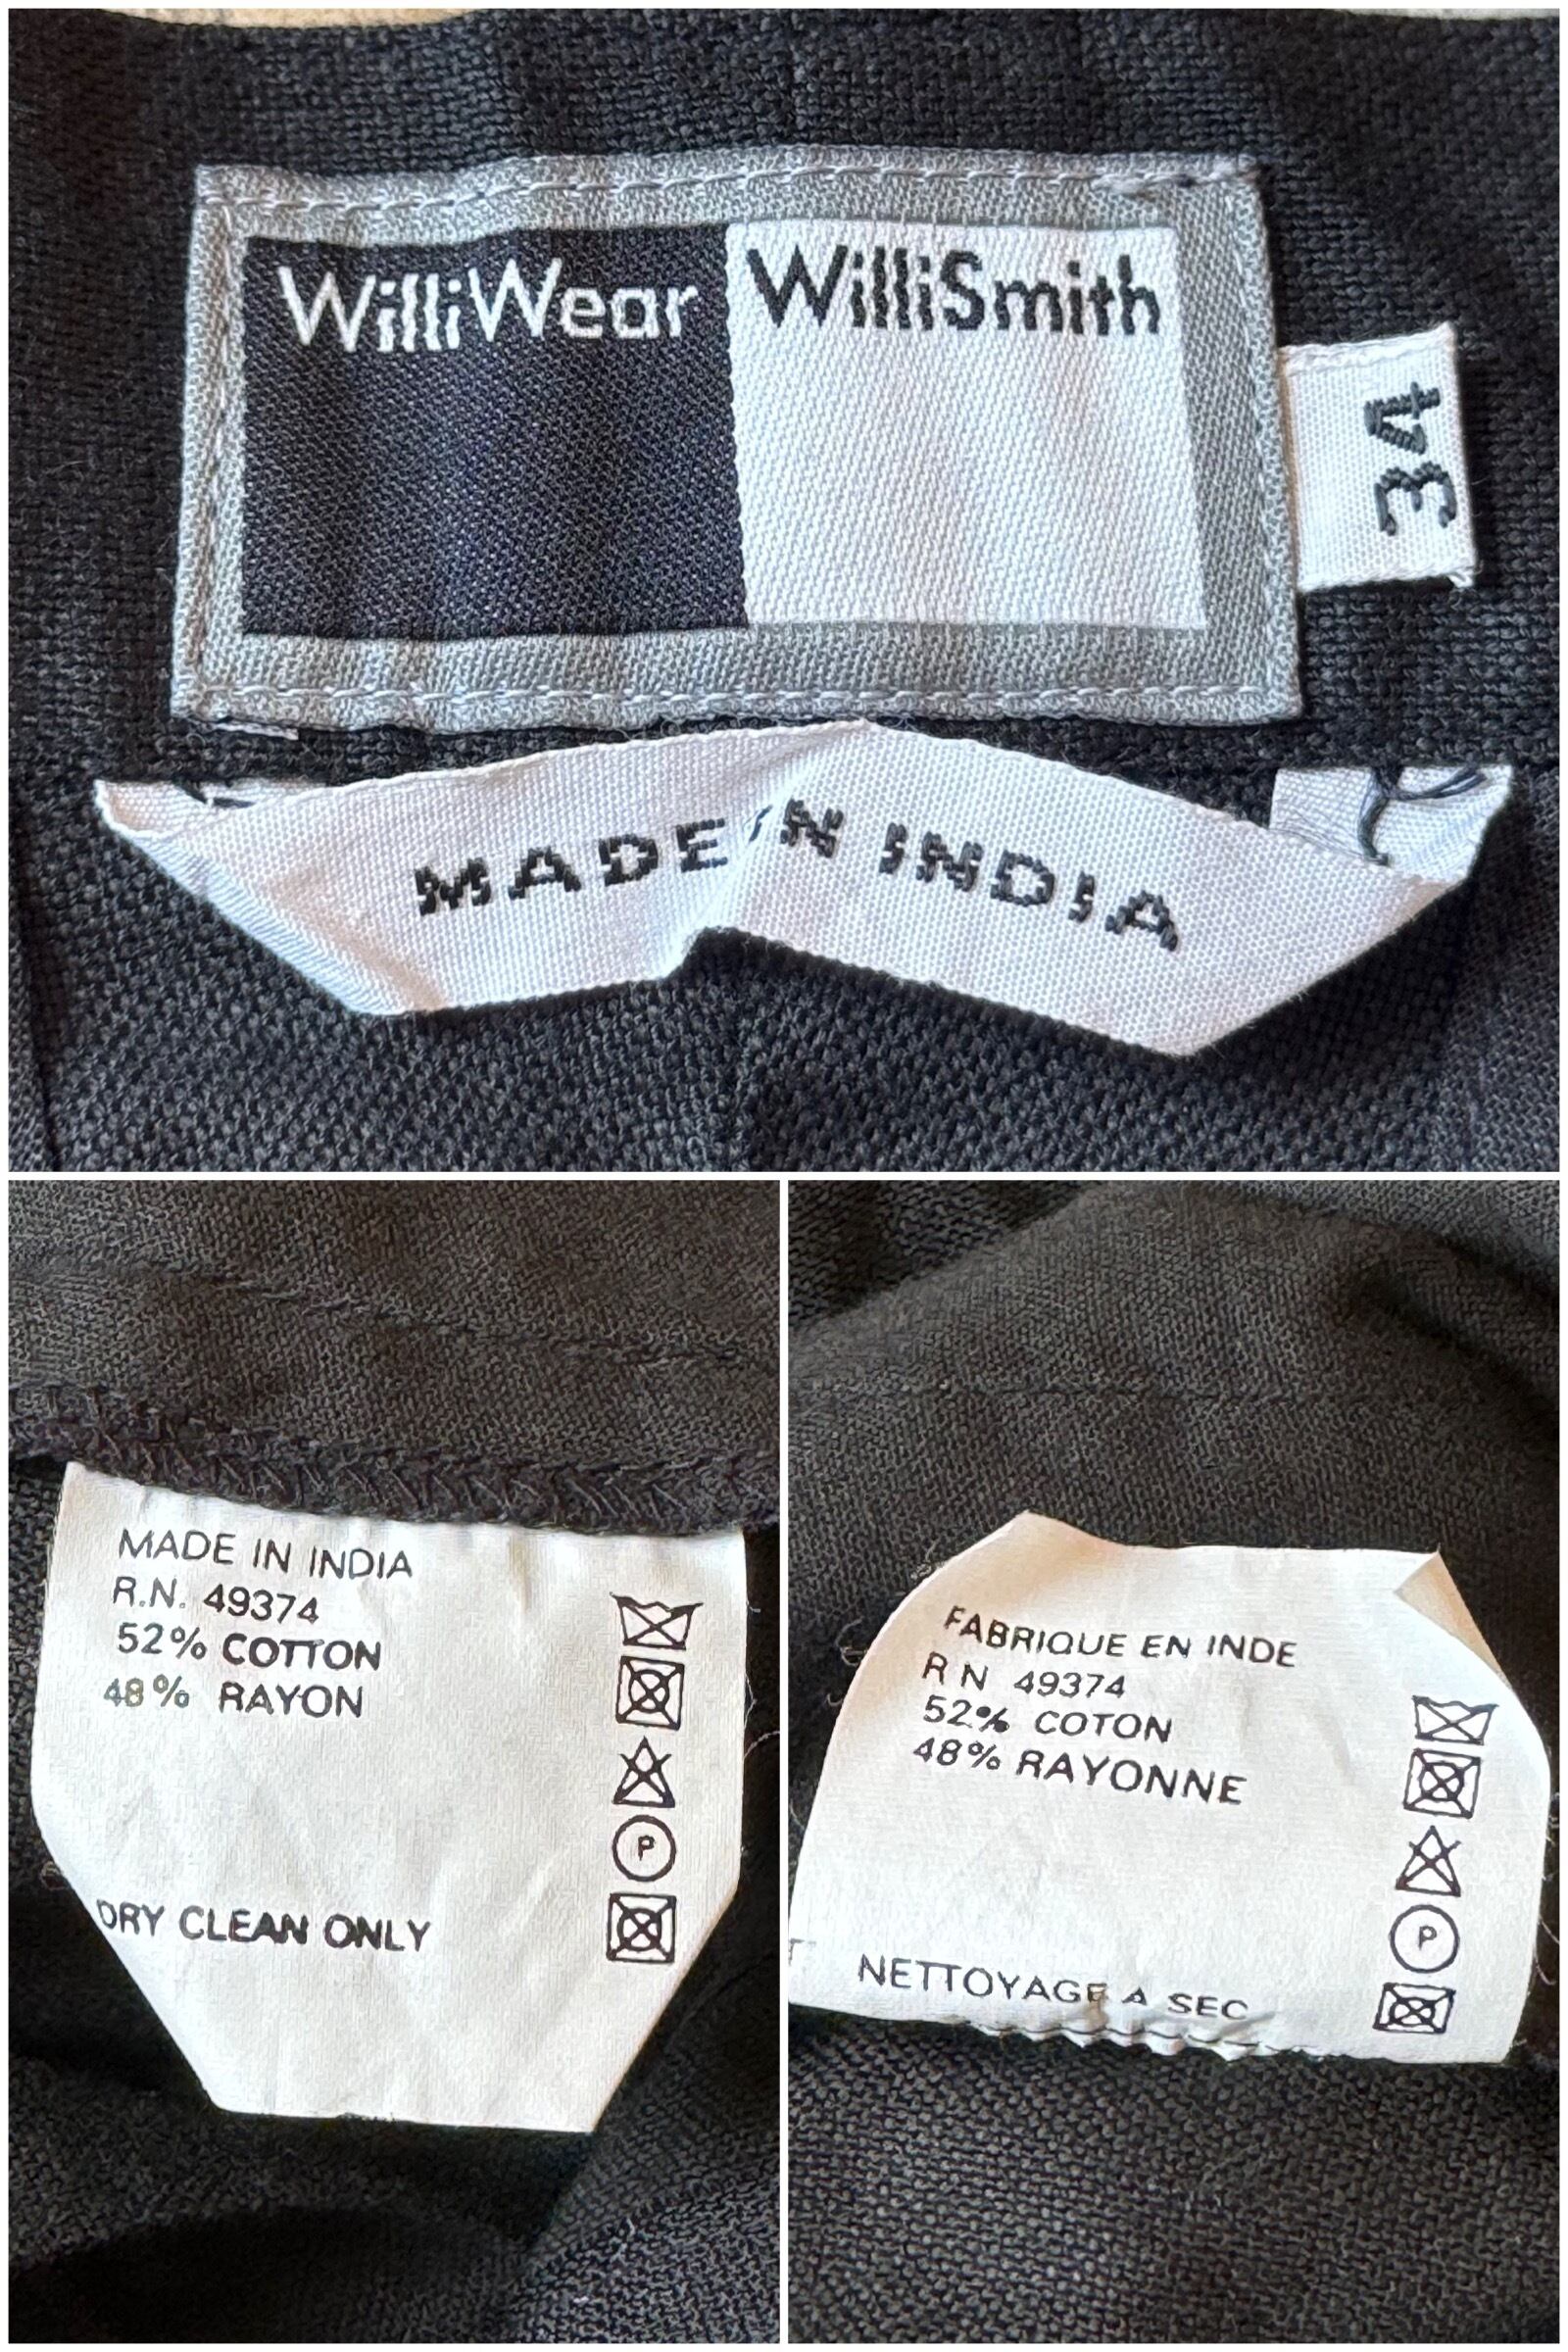 WilliWear WilliSmith
34
MADE IN INDIA
MADE IN INDIA
R.N. 49374
52% COTTON
48% RAYON
P
DRY CLEAN ONLY
FABRIQUE EN INDE
R N 49374
52% COTON
48% RAYONNE
P
NETTOYAGE A SEC